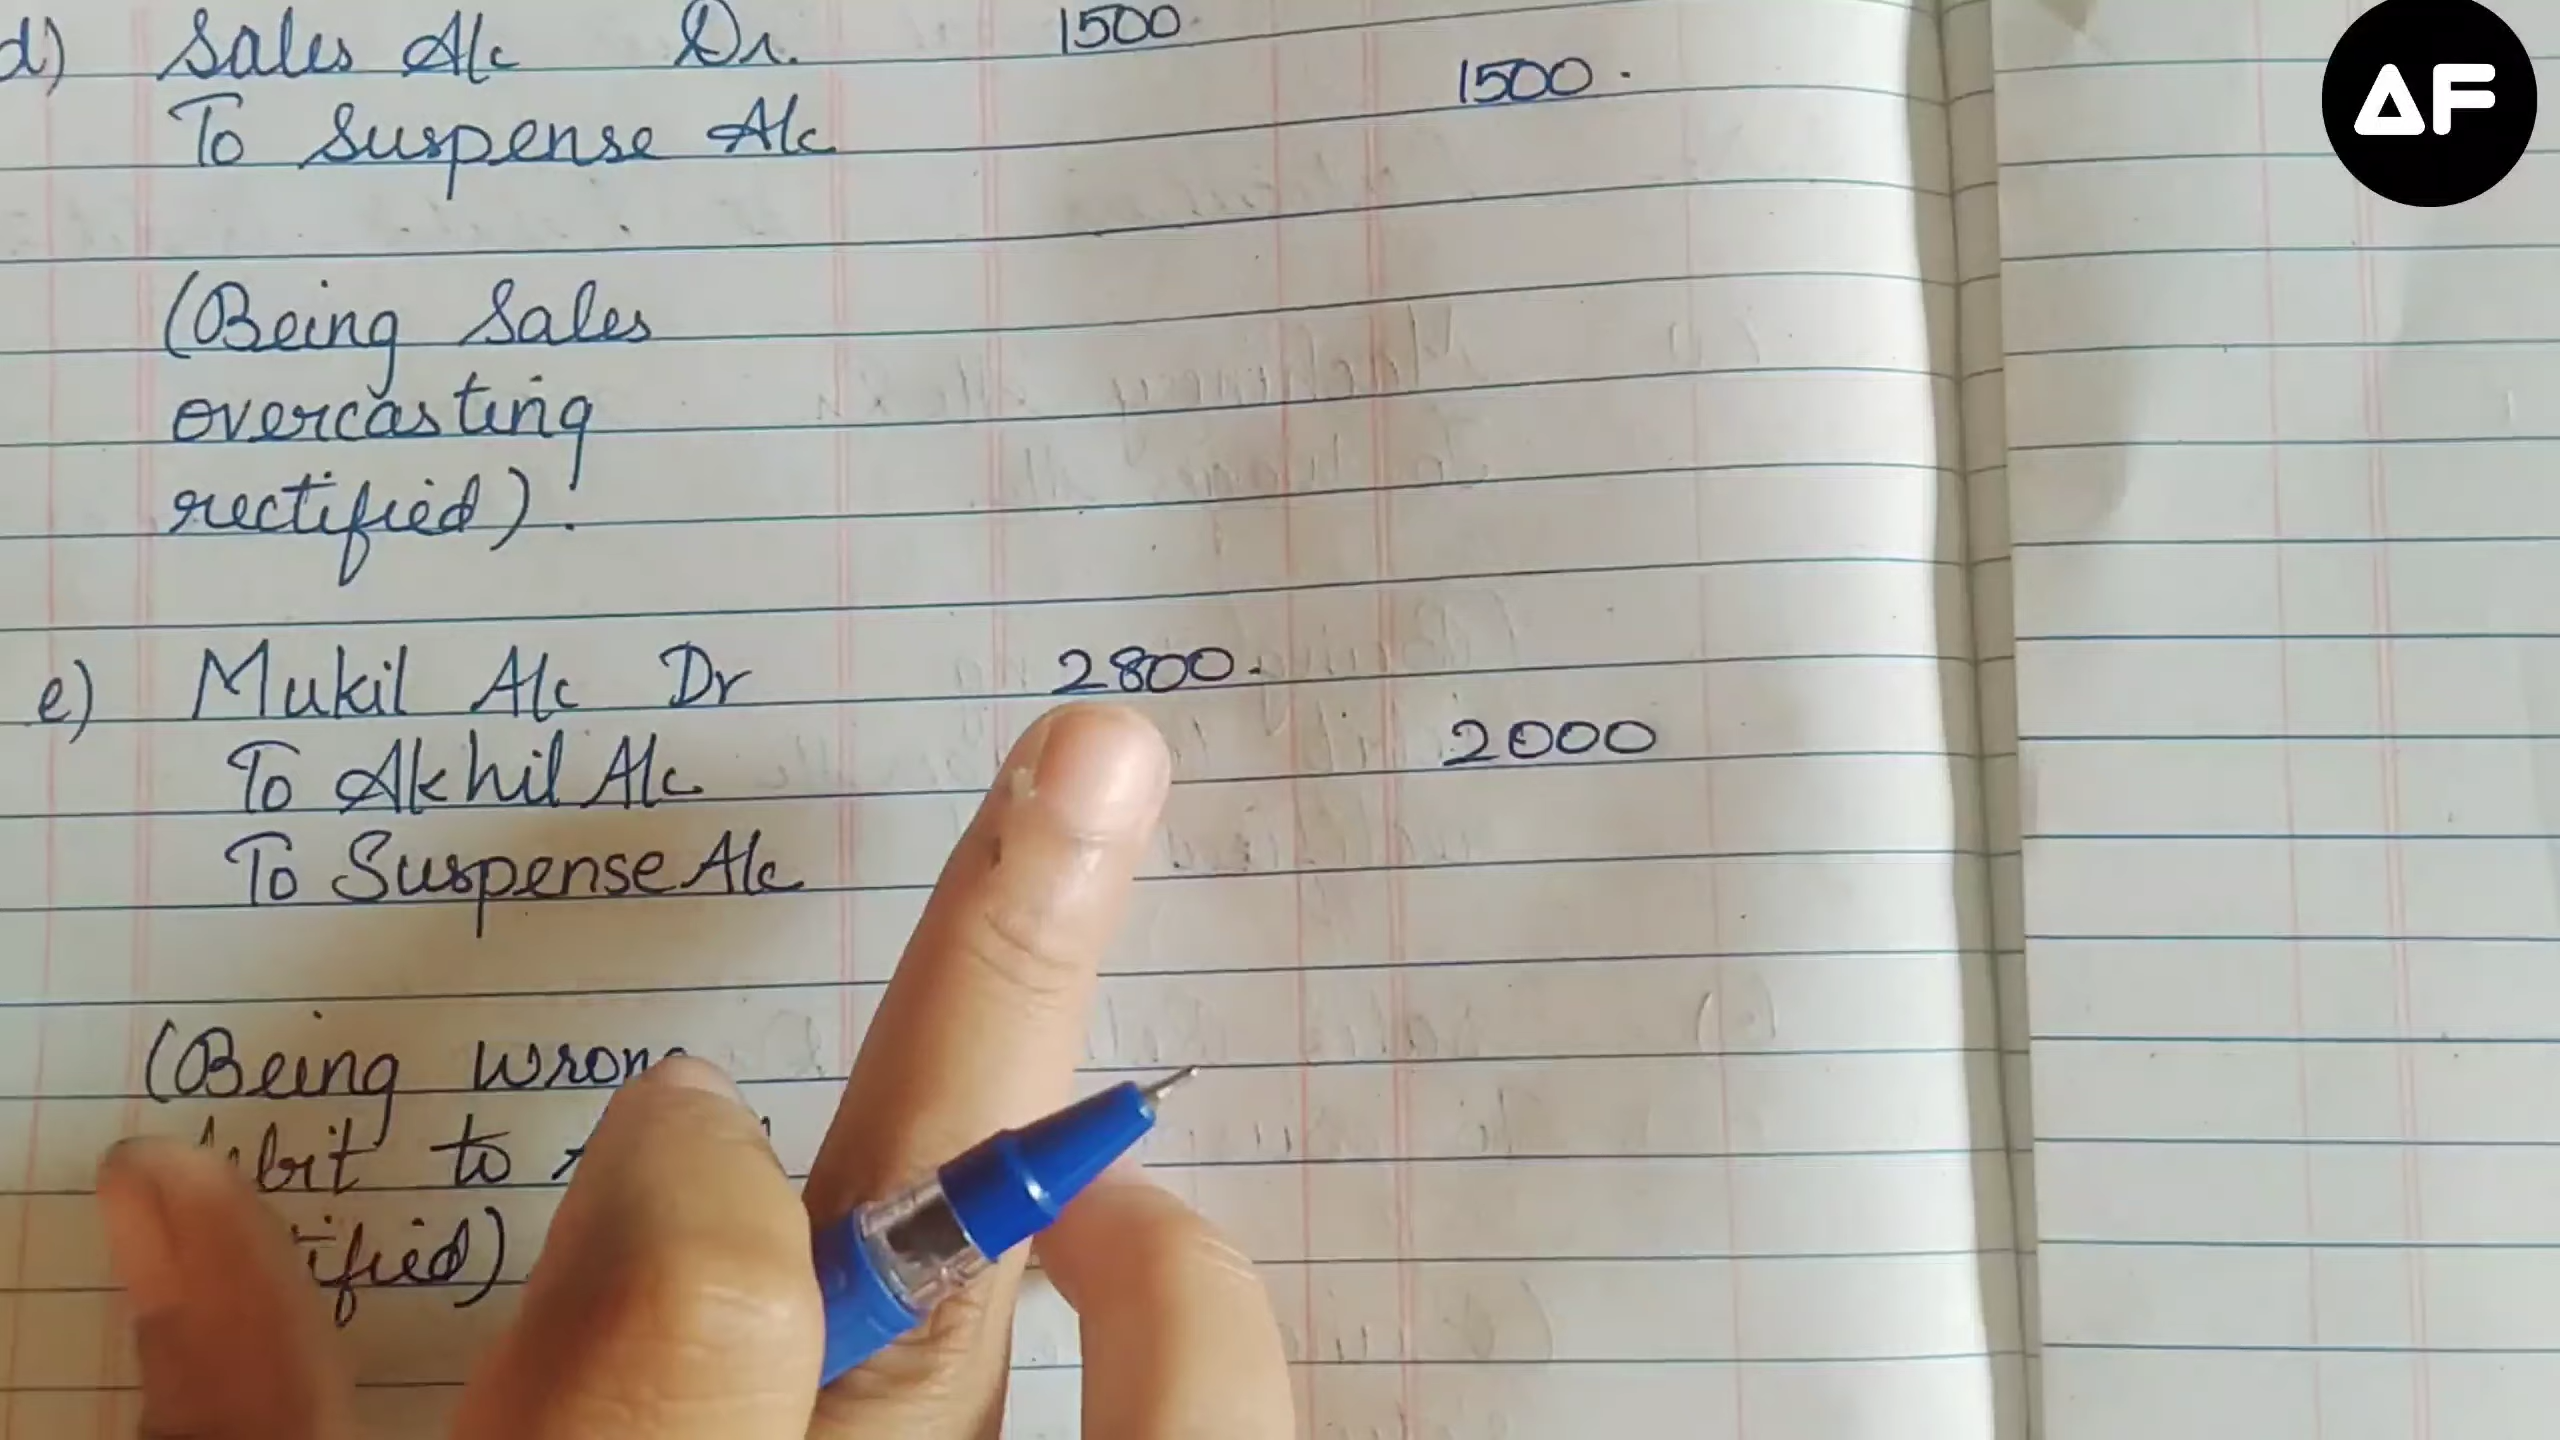 d) Sales A/c Dr. 1500.
To Suspense A/c 1500.
(Being Sales
overcasting
rectified).
e) Mukil A/c Dr 2800.
To Akhil A/c 2000
To Suspense A/c
(Being wrong
to
AF